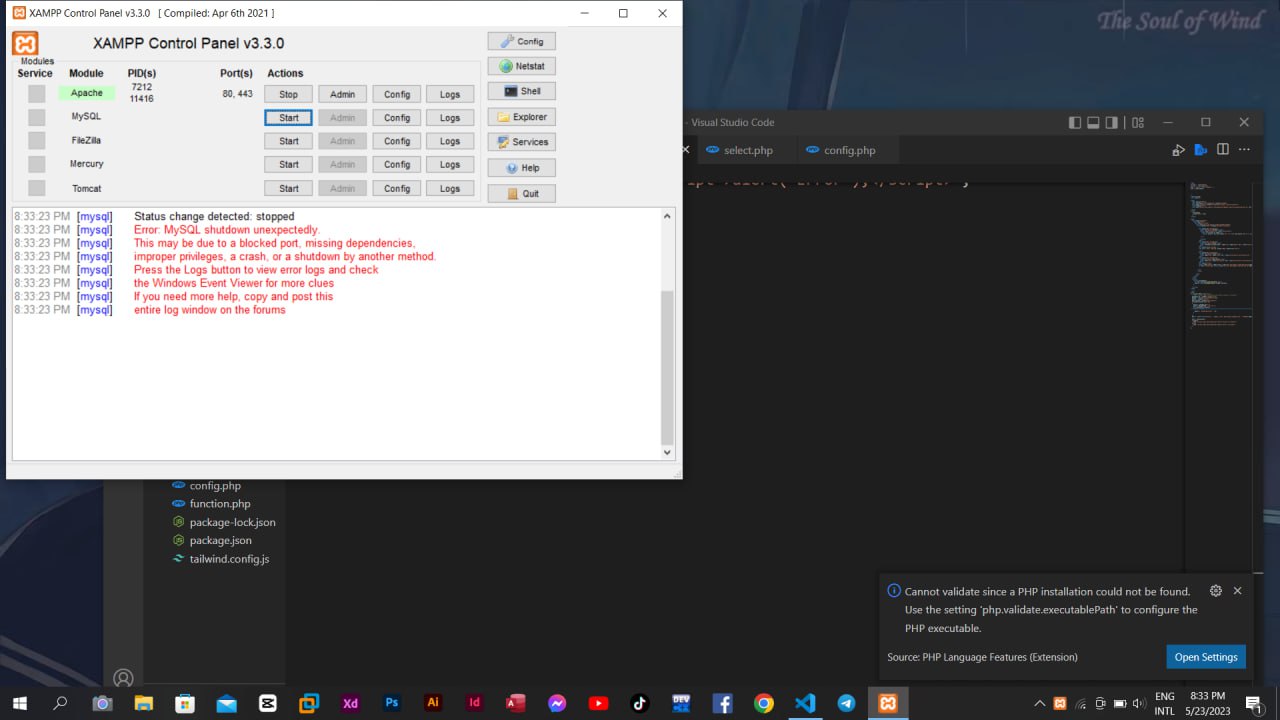 XAMPP Control Panel v3.3.0 [ Compiled: Apr 6th 2021 ]
The Soul of Wind
XAMPP Control Panel v3.3.0
Config
Modules
Service Module PID(s) Port(s) Actions
Netstat
Apache 7212 11416 80, 443 Stop Admin Config Logs
Shell
MySQL Start Admin Config Logs
Explorer
FileZilla Start Admin Config Logs
Services
Mercury Start Admin Config Logs
Help
Tomcat Start Admin Config Logs
Quit
8:33:23 PM [mysql] Status change detected: stopped
8:33:23 PM [mysql] Error: MySQL shutdown unexpectedly.
8:33:23 PM [mysql] This may be due to a blocked port, missing dependencies,
8:33:23 PM [mysql] improper privileges, a crash, or a shutdown by another method.
8:33:23 PM [mysql] Press the Logs button to view error logs and check
8:33:23 PM [mysql] the Windows Event Viewer for more clues
8:33:23 PM [mysql] If you need more help, copy and post this
8:33:23 PM [mysql] entire log window on the forums
- Visual Studio Code
select.php config.php
config.php
function.php
package-lock.json
package.json
tailwind.config.js
Cannot validate since a PHP installation could not be found.
Use the setting 'php.validate.executablePath' to configure the
PHP executable.
Source: PHP Language Features (Extension) Open Settings
Xd Ps Ai Id A DEV
ENG 8:33 PM
INTL 5/23/2023 1